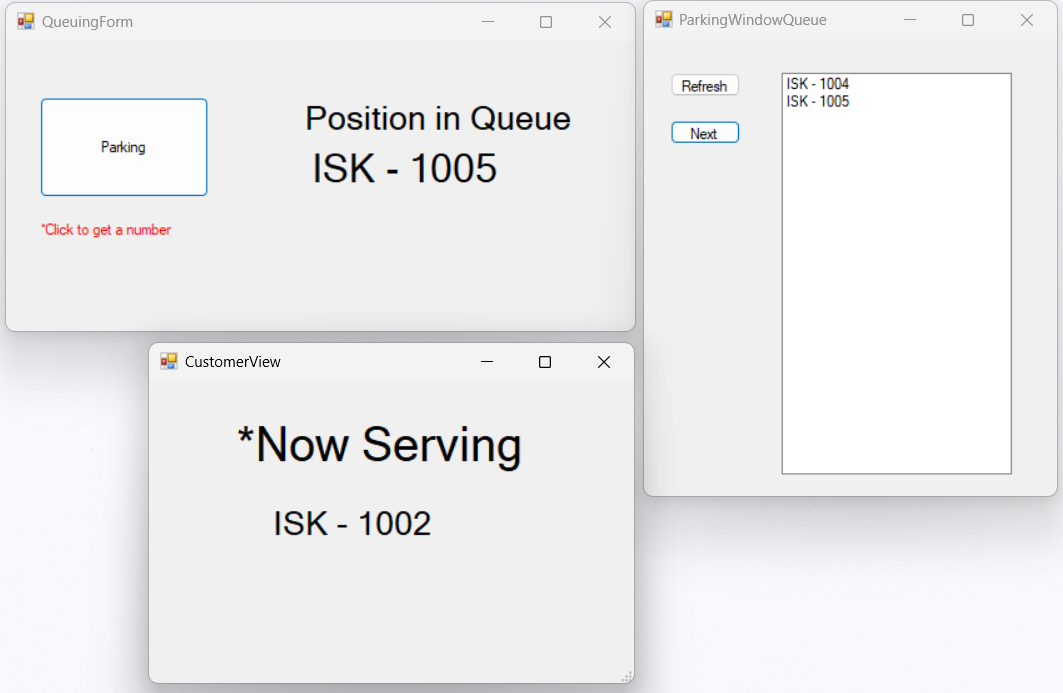 QueuingForm
Parking
*Click to get a number
Position in Queue
ISK - 1005
ParkingWindowQueue
Refresh
Next
ISK - 1004
ISK - 1005
CustomerView
*Now Serving
ISK - 1002